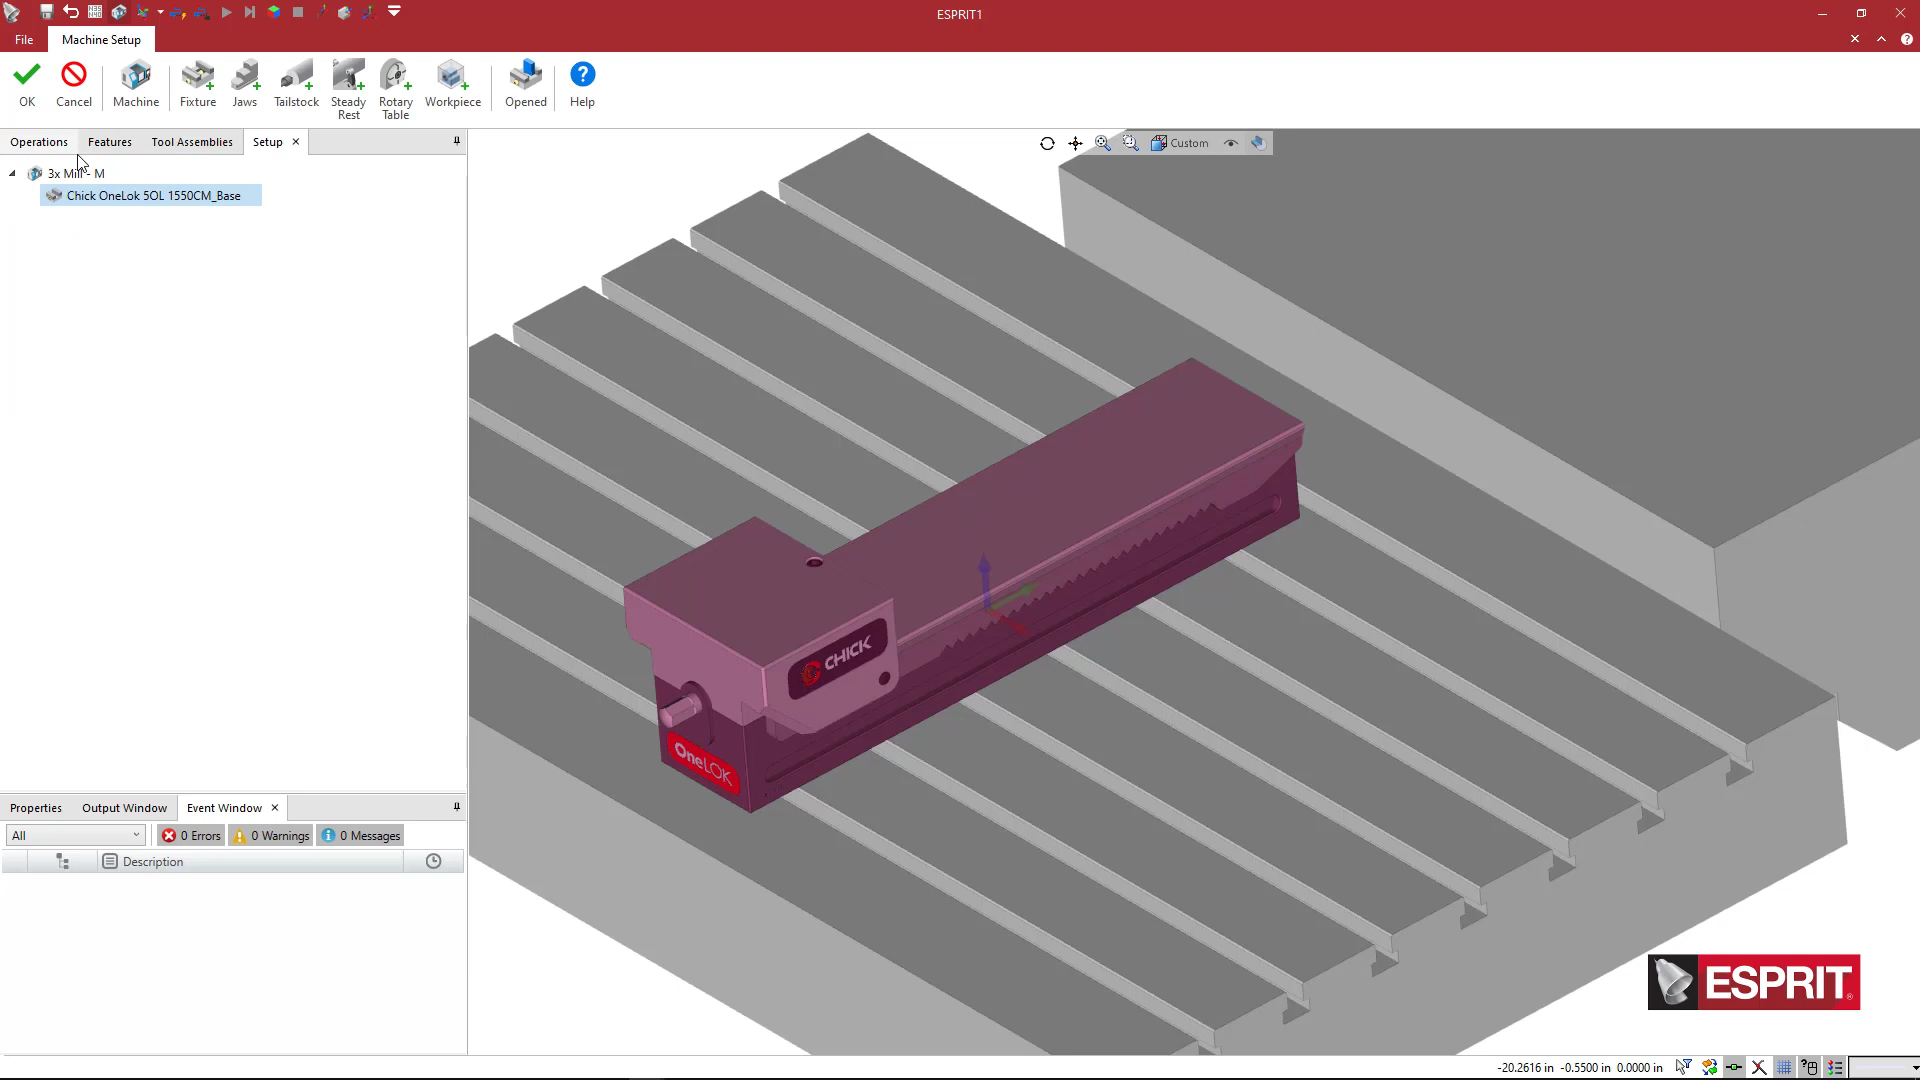 ESPRIT1
File
Machine Setup
OK
Cancel
Machine
Fixture
Jaws
Tailstock
Steady Rest
Rotary Table
Workpiece
Opened
Help
Operations
Features
Tool Assemblies
Setup
Custom
3x Mill - M
Chick OneLok 5OL 1550CM_Base
CHICK
OneLOK
Properties
Output Window
Event Window
All
0 Errors
0 Warnings
0 Messages
Description
ESPRIT
-20.2616 in -0.5500 in 0.0000 in